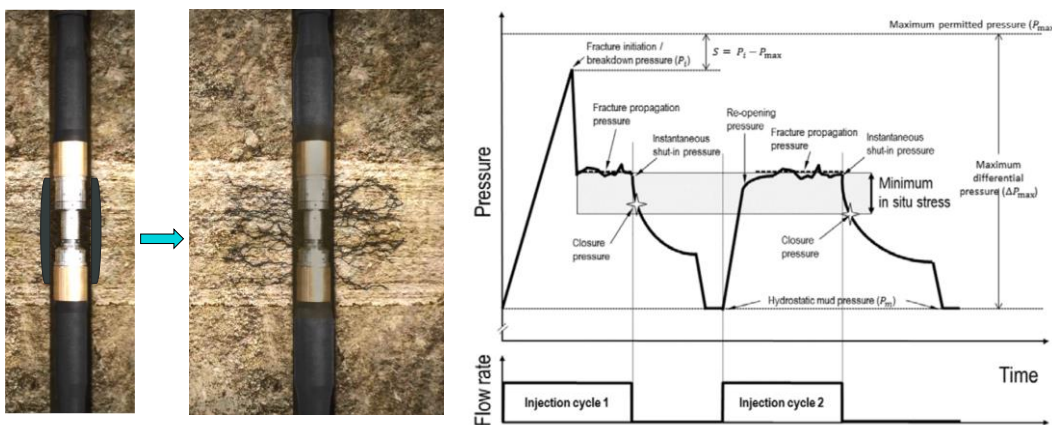 Maximum permitted pressure (Pmax
Fracture initiation /
breakdown pressure (Pi)
S = Pi − Pmax
Fracture propagation
pressure
Re-opening
pressure
Fracture propagation
pressure
Instantaneous
shut-in pressure
Instantaneous
shut-in pressure
Maximum
differential
pressure (ΔPmax)
Minimum
in situ stress
Closure
pressure
Closure
pressure
Hydrostatic mud pressure (Pm)
Pressure
Time
Flow rate
Injection cycle 1
Injection cycle 2